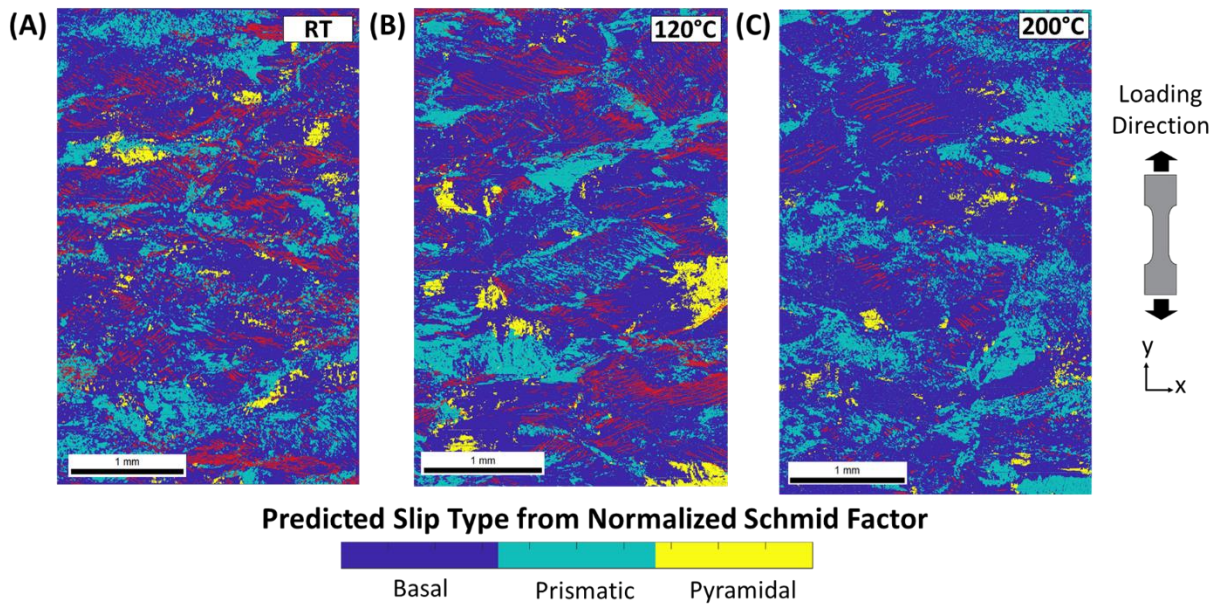 (A)
RT
(B)
120°C
(C)
200°C
Loading
Direction
y
x
1 mm
1 mm
1 mm
Predicted Slip Type from Normalized Schmid Factor
Basal
Prismatic
Pyramidal